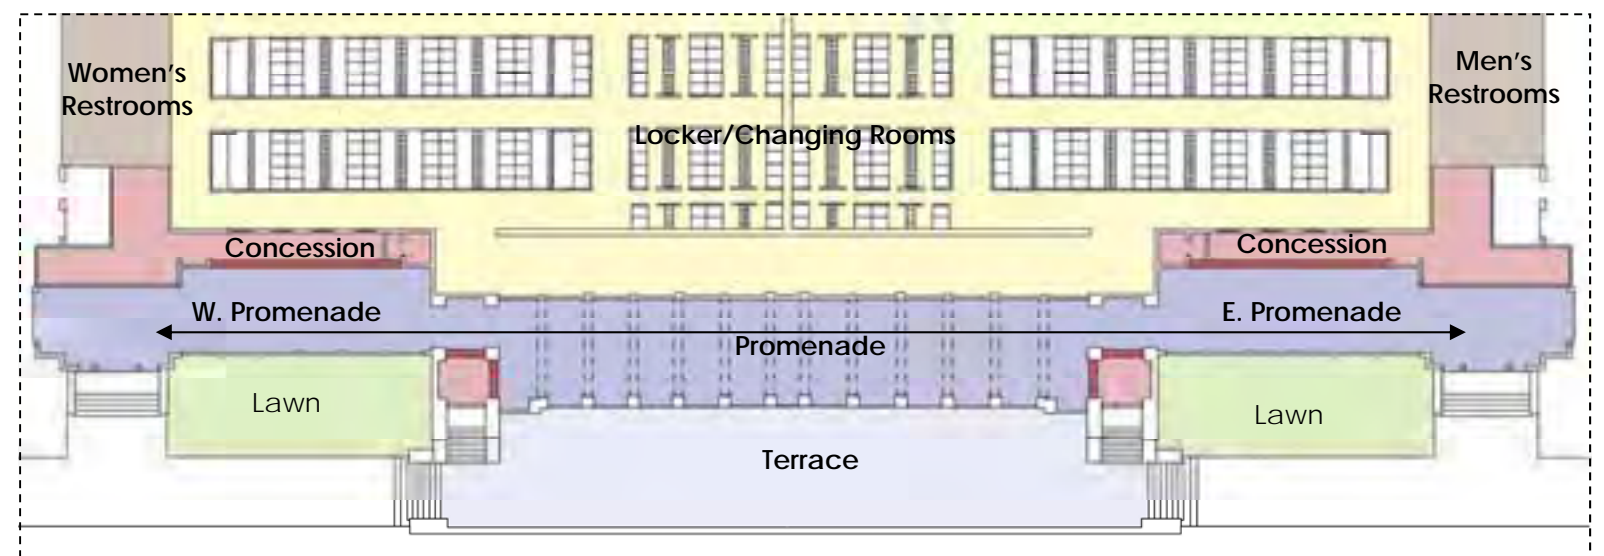 Women's
Restrooms
Men's
Restrooms
Locker/Changing Rooms
Concession
Concession
W. Promenade
E. Promenade
Promenade
Lawn
Lawn
Terrace